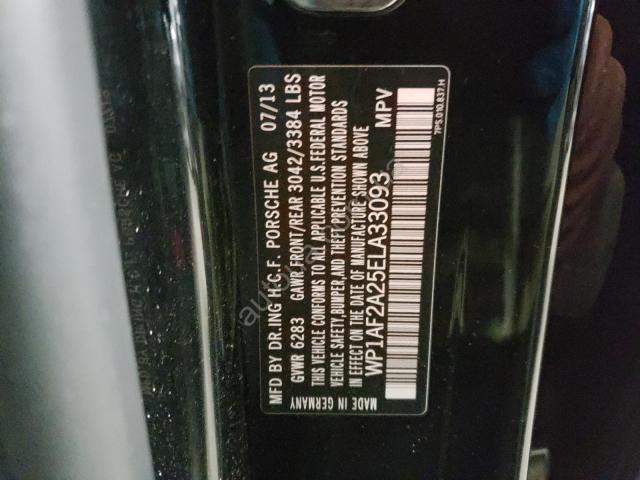 MFD BY DR.ING H.C.F. PORSCHE AG 07/13
GVWR 6283 GAWR.FRONT/REAR 3042/3384 LBS
THIS VEHICLE CONFORMS TO ALL APPLICABLE U.S.FEDERAL MOTOR
VEHICLE SAFETY,BUMPER,AND THEFT PREVENTION STANDARDS
IN EFFECT ON THE DATE OF MANUFACTURE SHOWN ABOVE
WP1AF2A25ELA33093 MPV
MADE IN GERMANY
7P5.010.837.H